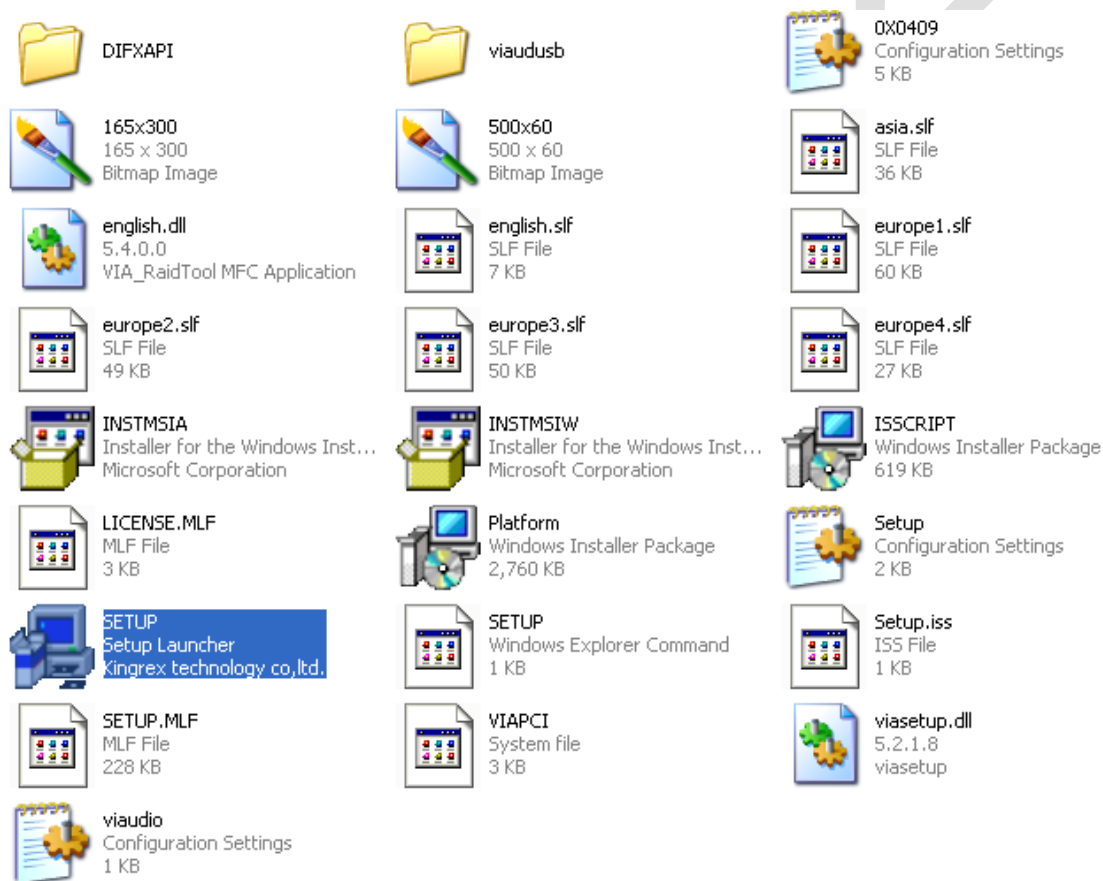 DIFXAPI
viaudusb
0X0409
Configuration Settings
5 KB
165x300
165 x 300
Bitmap Image
500x60
500 x 60
Bitmap Image
asia.slf
SLF File
36 KB
english.dll
5.4.0.0
VIA_RaidTool MFC Application
english.slf
SLF File
7 KB
europe1.slf
SLF File
60 KB
europe2.slf
SLF File
49 KB
europe3.slf
SLF File
50 KB
europe4.slf
SLF File
27 KB
INSTMSIA
Installer for the Windows Inst...
Microsoft Corporation
INSTMSIW
Installer for the Windows Inst...
Microsoft Corporation
ISSCRIPT
Windows Installer Package
619 KB
LICENSE.MLF
MLF File
3 KB
Platform
Windows Installer Package
2,760 KB
Setup
Configuration Settings
2 KB
SETUP
Setup Launcher
Kingrex technology co,ltd.
SETUP
Windows Explorer Command
1 KB
Setup.iss
ISS File
1 KB
SETUP.MLF
MLF File
228 KB
VIAPCI
System file
3 KB
viasetup.dll
5.2.1.8
viasetup
viaudio
Configuration Settings
1 KB